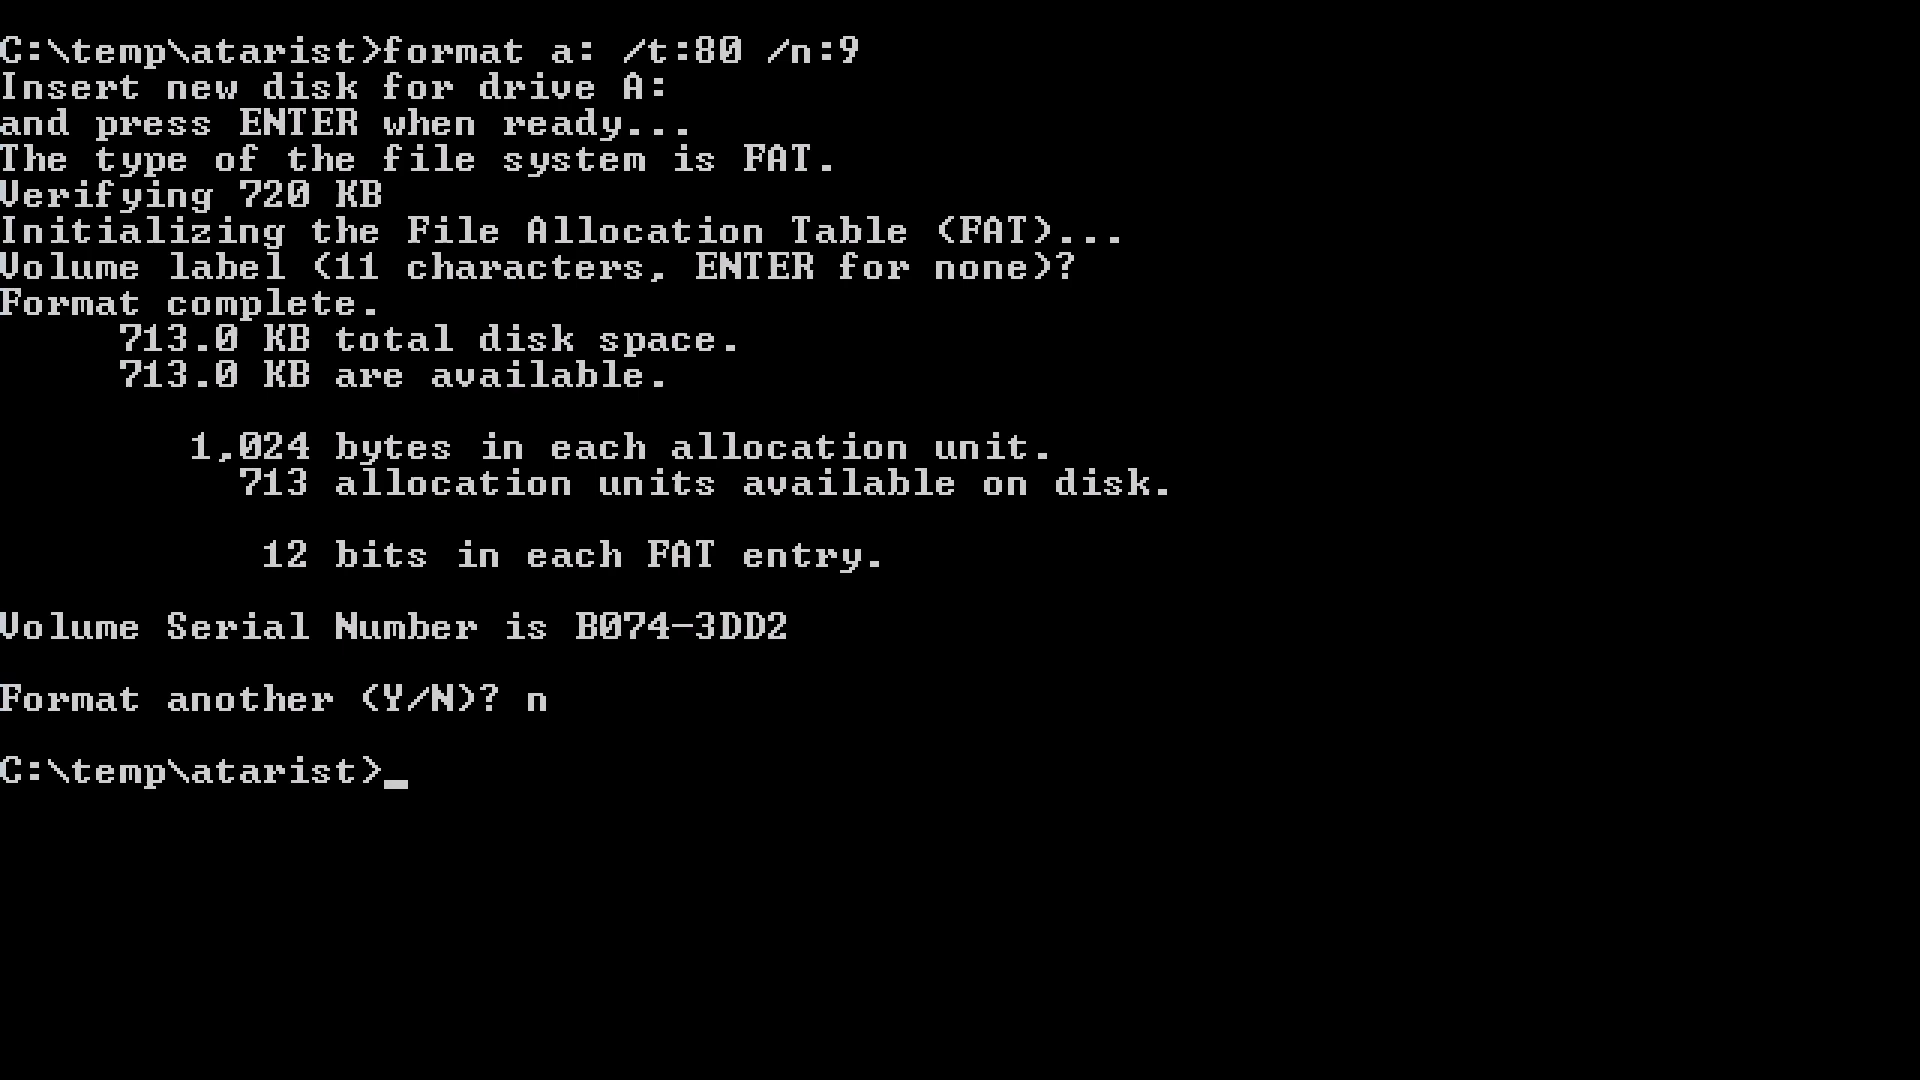 C:\temp\atarist>format a: /t:80 /n:9
Insert new disk for drive A:
and press ENTER when ready...
The type of the file system is FAT.
Verifying 720 KB
Initializing the File Allocation Table (FAT)...
Volume label (11 characters, ENTER for none)?
Format complete.
713.0 KB total disk space.
713.0 KB are available.
1,024 bytes in each allocation unit.
713 allocation units available on disk.
12 bits in each FAT entry.
Volume Serial Number is B074-3DD2
Format another (Y/N)? n
C:\temp\atarist>_